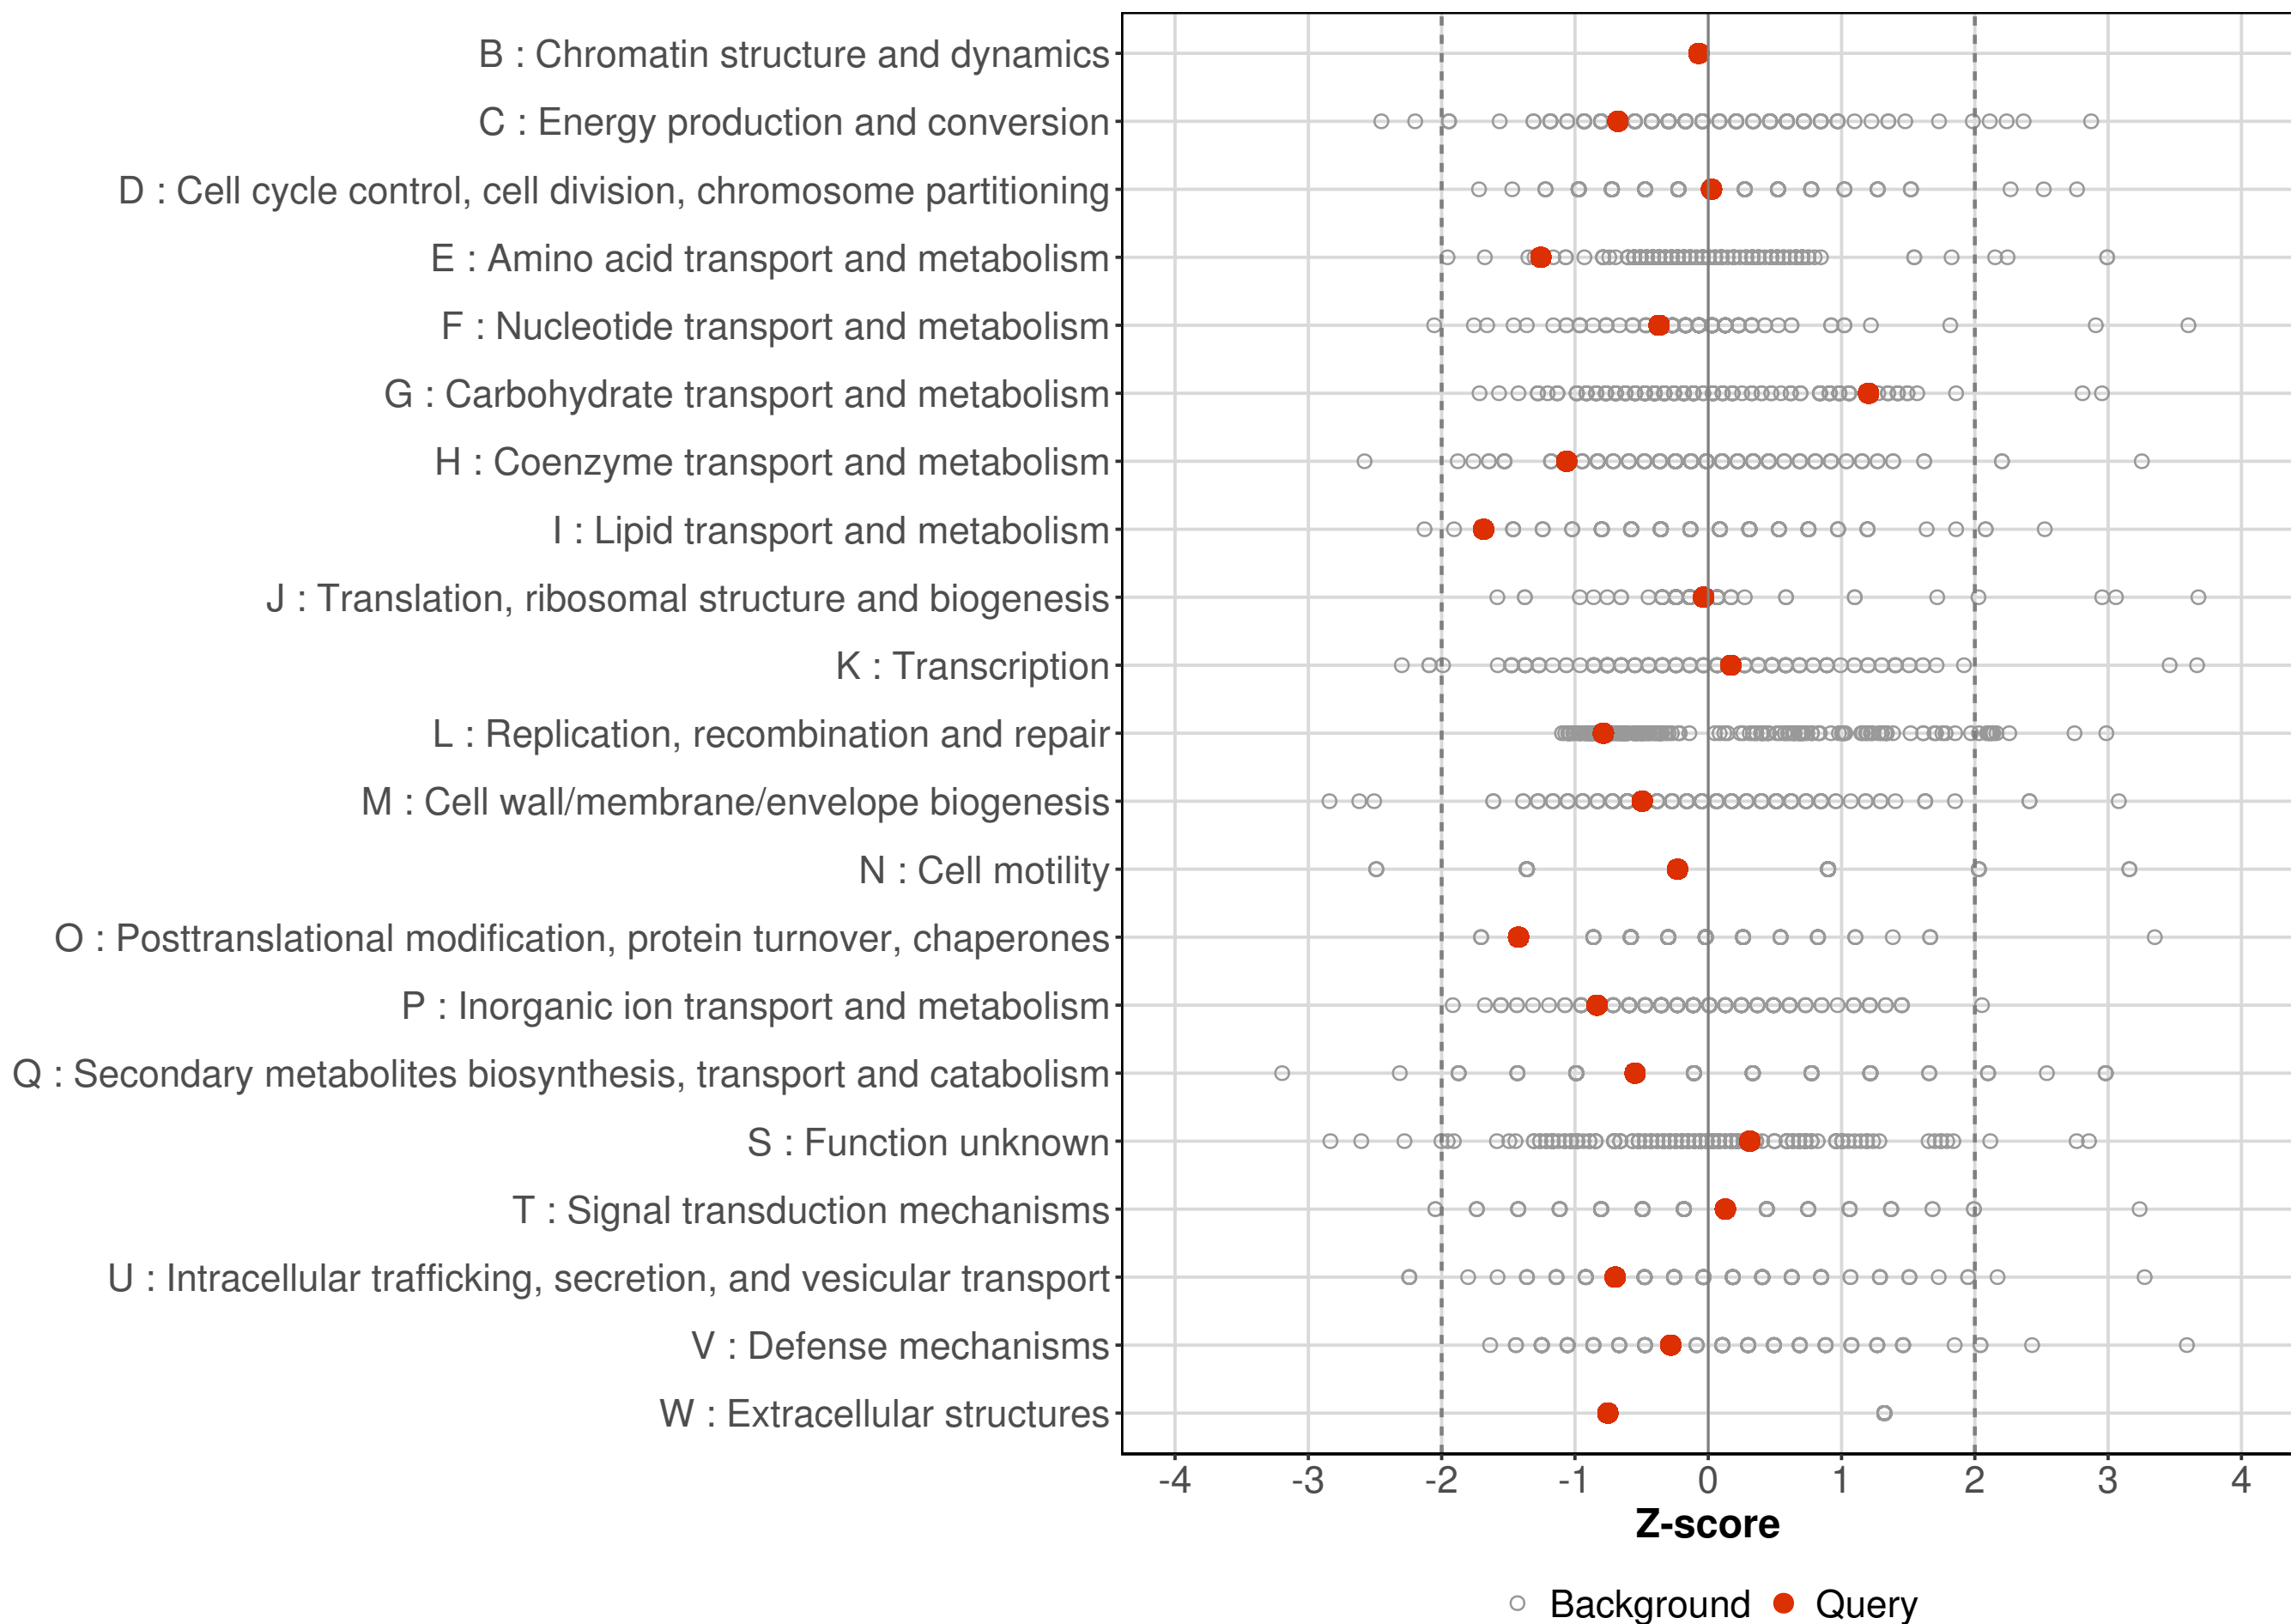 B : Chromatin structure and dynamics
C : Energy production and conversion
D : Cell cycle control, cell division, chromosome partitioning
E : Amino acid transport and metabolism
F : Nucleotide transport and metabolism
G : Carbohydrate transport and metabolism
H : Coenzyme transport and metabolism
I : Lipid transport and metabolism
J : Translation, ribosomal structure and biogenesis
K : Transcription
L : Replication, recombination and repair
M : Cell wall/membrane/envelope biogenesis
N : Cell motility
O : Posttranslational modification, protein turnover, chaperones
P : Inorganic ion transport and metabolism
Q : Secondary metabolites biosynthesis, transport and catabolism
S : Function unknown
T : Signal transduction mechanisms
U : Intracellular trafficking, secretion, and vesicular transport
V : Defense mechanisms
W : Extracellular structures
-4 -3 -2 -1 0 1 2 3 4
Z-score
Background Query